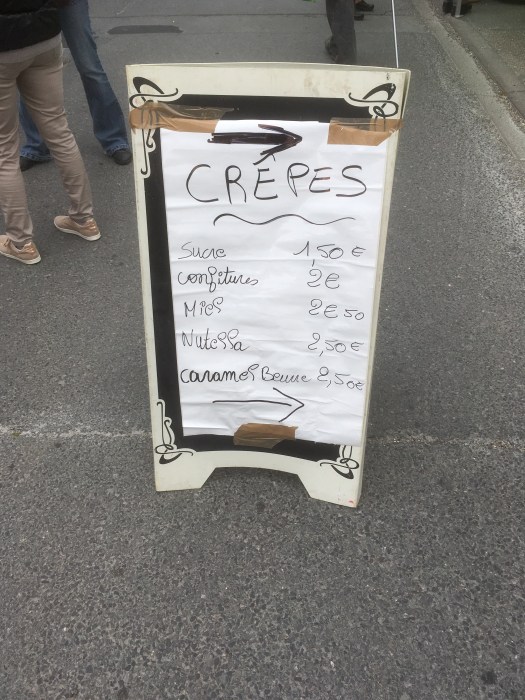 CRÊPES
Sucre 1,50 €
Confitures 2€
Miel 2€50
Nutella 2,50€
Caramel Beurre 2,50€